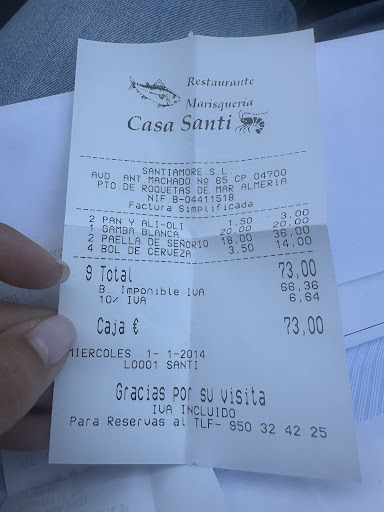 Restaurante
Marisquería
Casa Santi
SANTIAMORE S.L
AVD. ANT MACHADO Nº 65 CP 04700
PTO DE ROQUETAS DE MAR ALMERIA
NIF B-04411518
Factura Simplificada
2 PAN Y ALI-OLI 1.50 3,00
1 GAMBA BLANCA 20.00 20,00
2 PAELLA DE SEÑORIO 18.00 36,00
4 BOL DE CERVEZA 3.50 14,00
9 Total 73,00
B. Imponible IVA 66,36
10% IVA 6,64
Caja € 73,00
MIERCOLES 1- 1-2014
L0001 SANTI
Gracias por su visita
IVA INCLUIDO
Para Reservas al TLF- 950 32 42 25